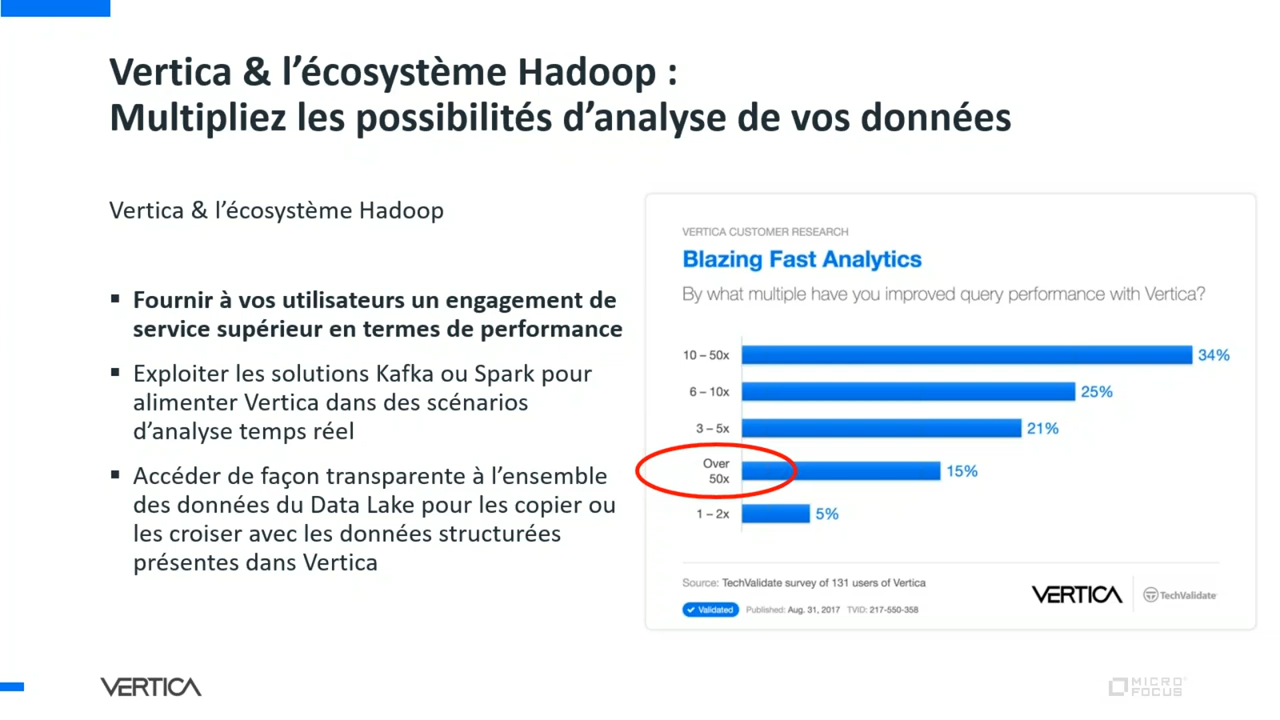 Vertica & l’écosystème Hadoop :
Multipliez les possibilités d’analyse de vos données
Vertica & l’écosystème Hadoop
▪ Fournir à vos utilisateurs un engagement de
service supérieur en termes de performance
▪ Exploiter les solutions Kafka ou Spark pour
alimenter Vertica dans des scénarios
d’analyse temps réel
▪ Accéder de façon transparente à l’ensemble
des données du Data Lake pour les copier ou
les croiser avec les données structurées
présentes dans Vertica
VERTICA CUSTOMER RESEARCH
Blazing Fast Analytics
By what multiple have you improved query performance with Vertica?
10 – 50x 34%
6 – 10x 25%
3 – 5x 21%
Over
50x 15%
1 – 2x 5%
Source: TechValidate survey of 131 users of Vertica
✓ Validated Published: Aug. 31, 2017 TVID: 217-550-358
VERTICA TechValidate
VERTICA
MICRO
FOCUS